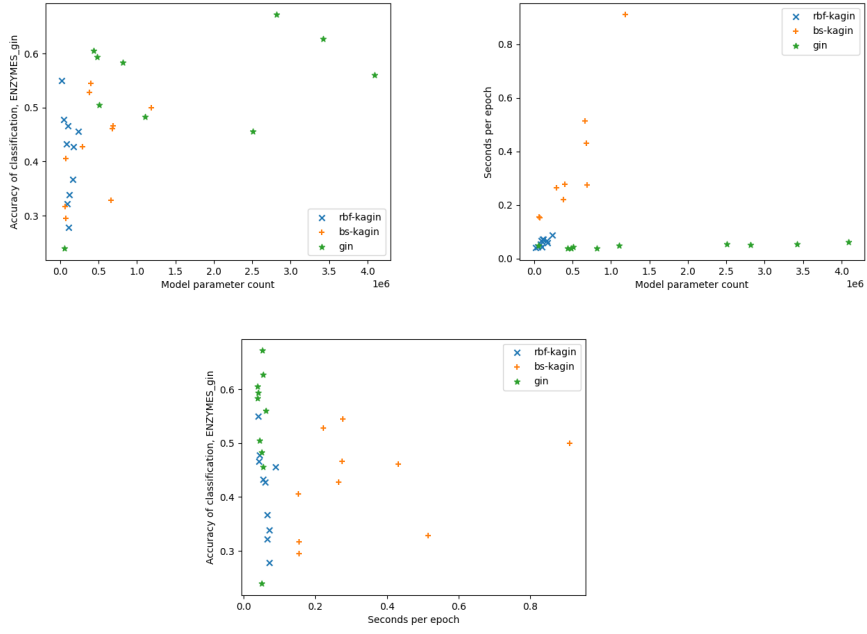 Accuracy of classification, ENZYMES_gin
0.6
0.5
0.4
0.3
rbf-kagin
bs-kagin
gin
0.0 0.5 1.0 1.5 2.0 2.5 3.0 3.5 4.0
1e6
Model parameter count
Seconds per epoch
0.8
0.6
0.4
0.2
0.0
rbf-kagin
bs-kagin
gin
0.0 0.5 1.0 1.5 2.0 2.5 3.0 3.5 4.0
1e6
Model parameter count
Accuracy of classification, ENZYMES_gin
0.6
0.5
0.4
0.3
rbf-kagin
bs-kagin
gin
0.0 0.2 0.4 0.6 0.8
Seconds per epoch